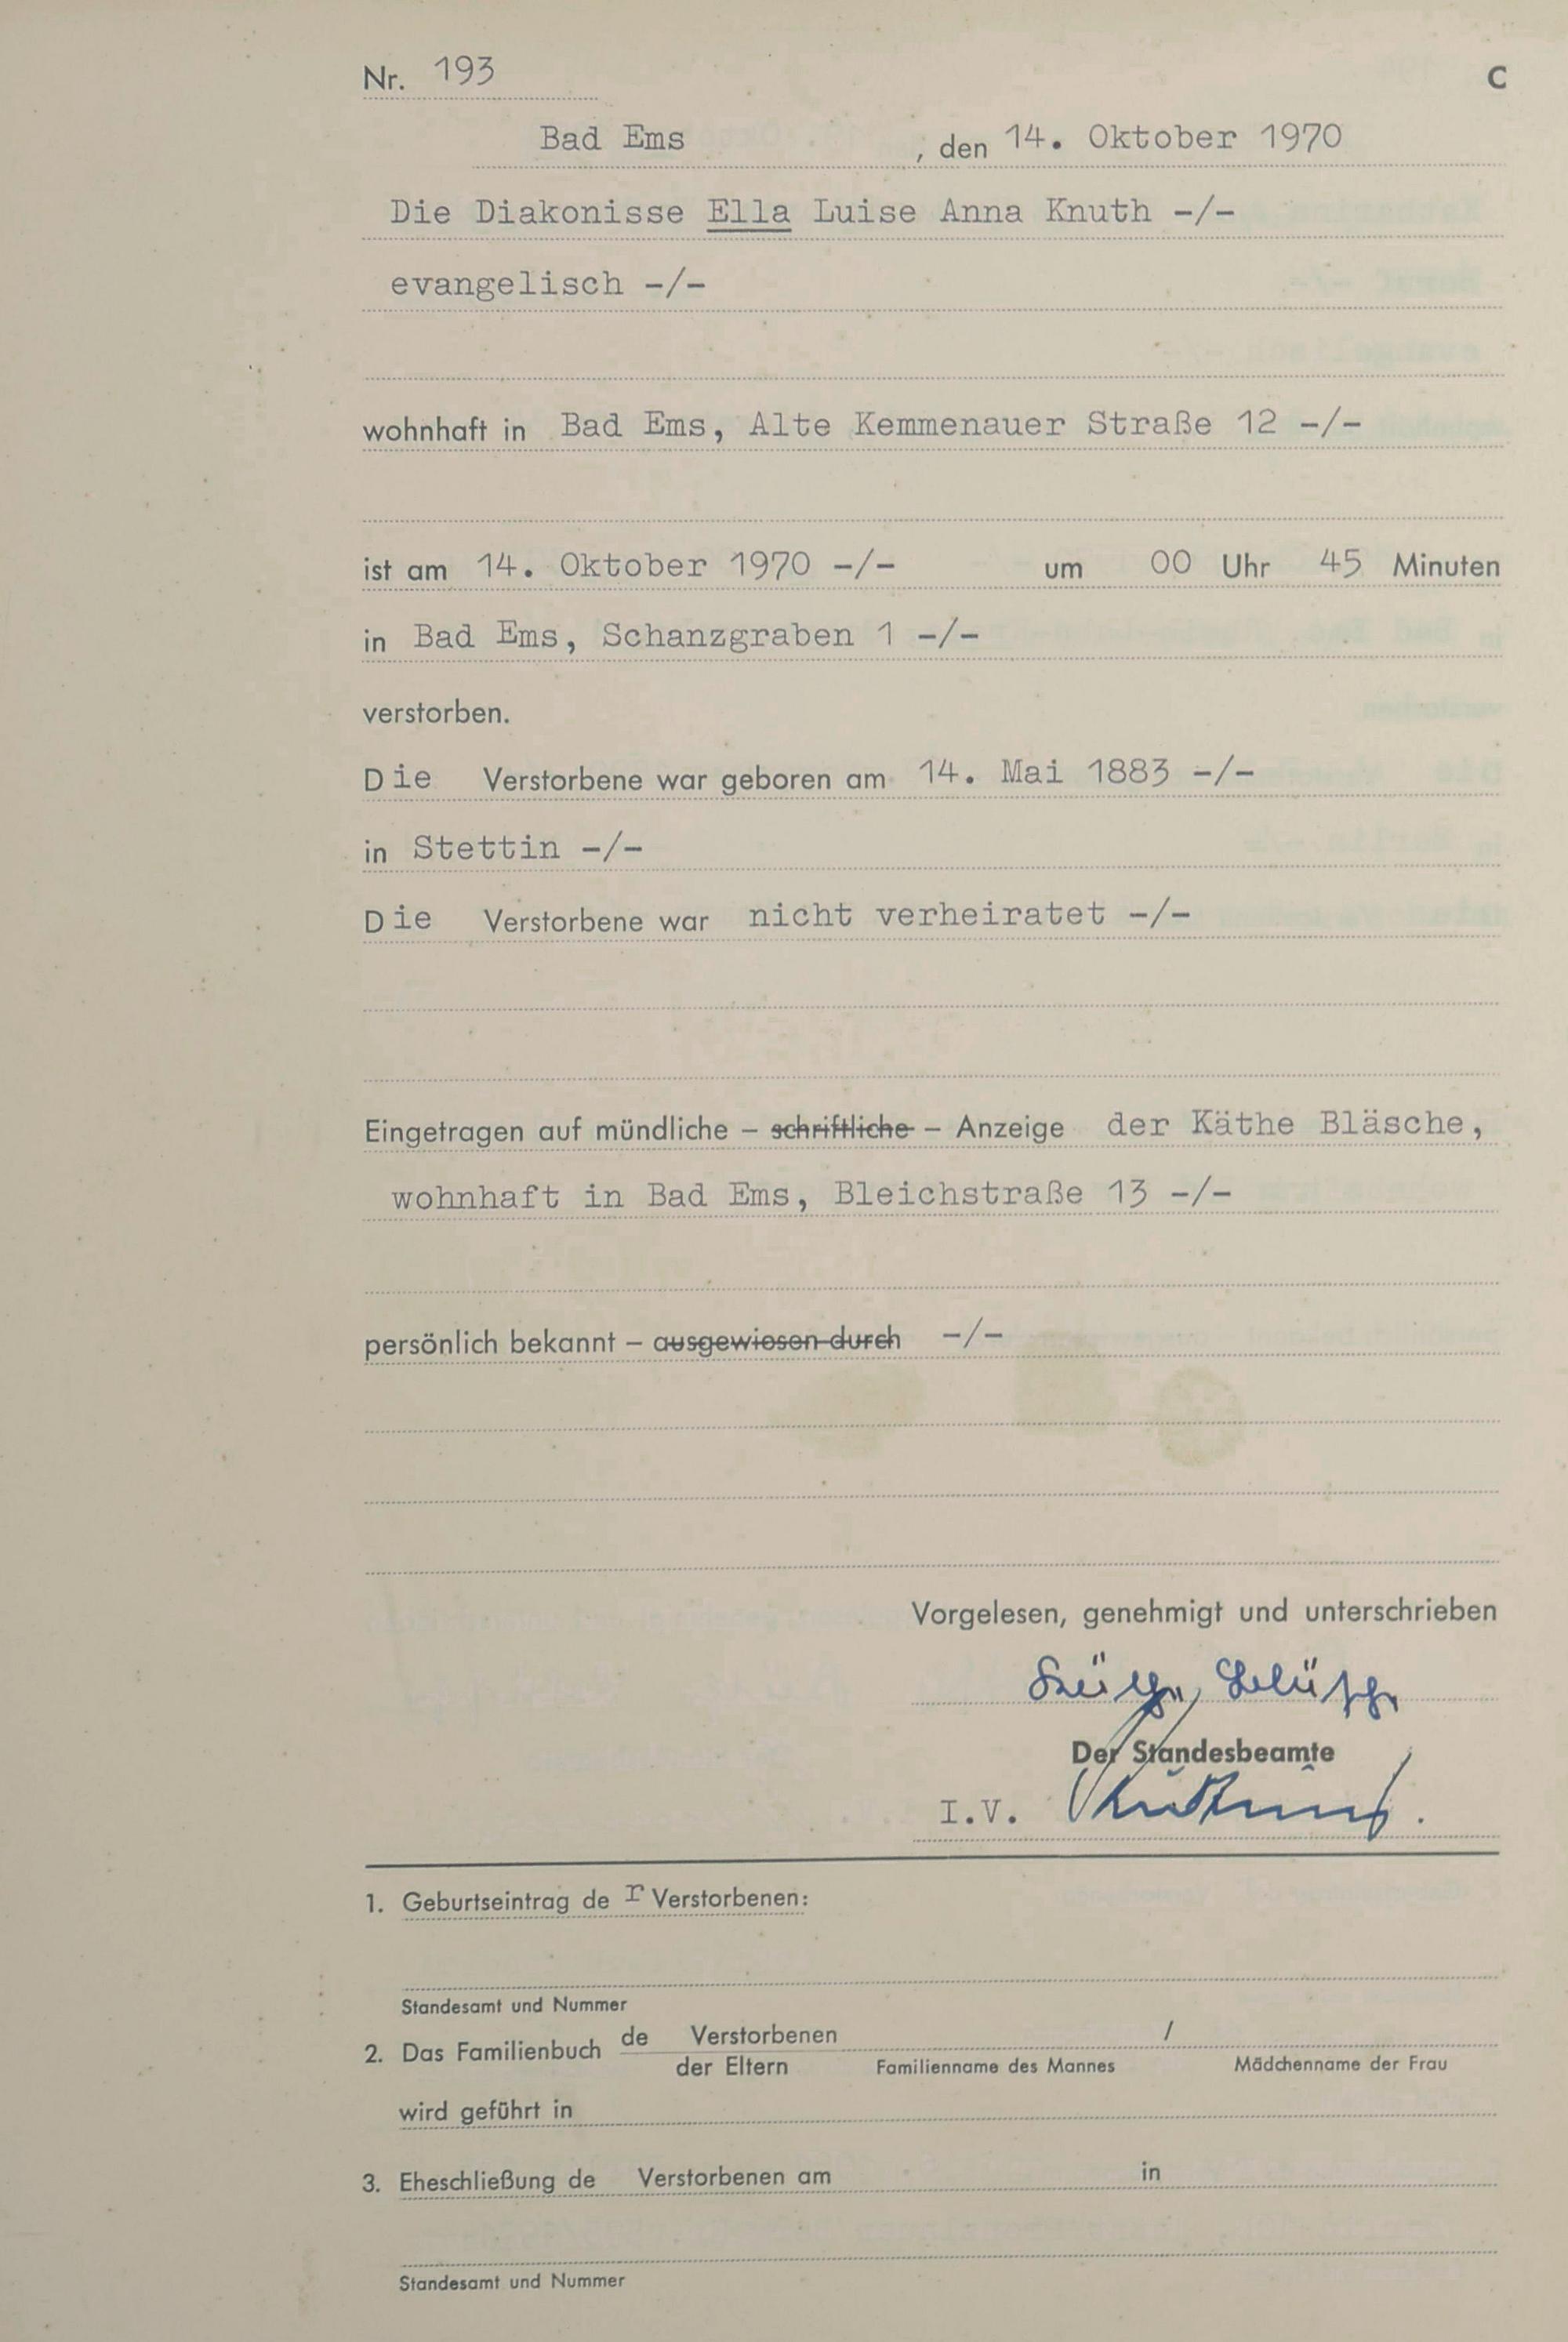 Nr. 193 C
Bad Ems , den 14. Oktober 1970
Die Diakonisse Ella Luise Anna Knuth -/-
evangelisch -/-
wohnhaft in Bad Ems, Alte Kemmenauer Straße 12 -/-
ist am 14. Oktober 1970 -/- um 00 Uhr 45 Minuten
in Bad Ems, Schanzgraben 1 -/-
verstorben.
Die Verstorbene war geboren am 14. Mai 1883 -/-
in Stettin -/-
Die Verstorbene war nicht verheiratet -/-
Eingetragen auf mündliche – schriftliche – Anzeige der Käthe Bläsche,
wohnhaft in Bad Ems, Bleichstraße 13 -/-
persönlich bekannt – ausgewiesen durch -/-
Vorgelesen, genehmigt und unterschrieben
Der Standesbeamte
I.V.
1. Geburtseintrag de r Verstorbenen:
Standesamt und Nummer
2. Das Familienbuch de Verstorbenen /
der Eltern Familienname des Mannes Mädchenname der Frau
wird geführt in
3. Eheschließung de Verstorbenen am in
Standesamt und Nummer